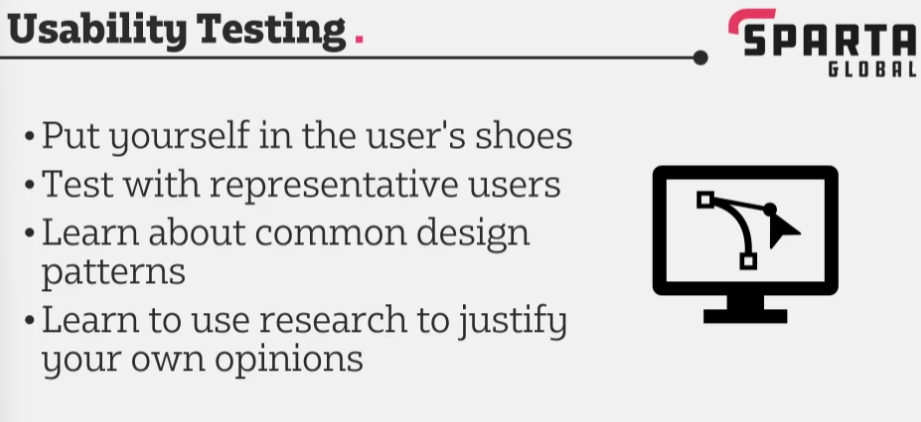 Usability Testing.
SPARTA
GLOBAL
• Put yourself in the user's shoes
• Test with representative users
• Learn about common design
patterns
• Learn to use research to justify
your own opinions